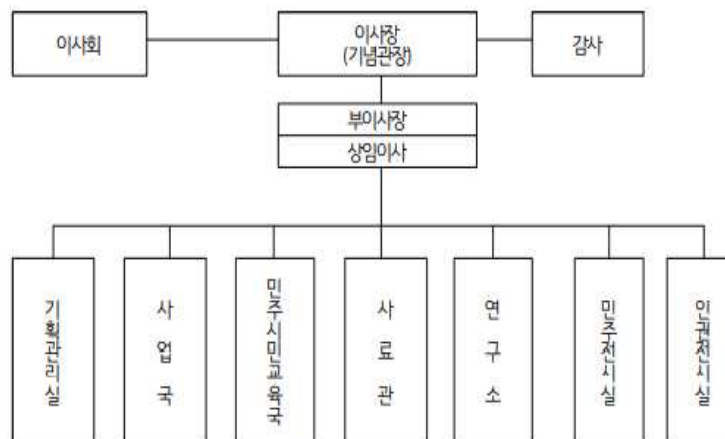 이사회
이사장
(기념관장)
감사
부이사장
상임이사
기획관리실
사업국
민주시민교육국
사료관
연구소
민주전시실
인권전시실